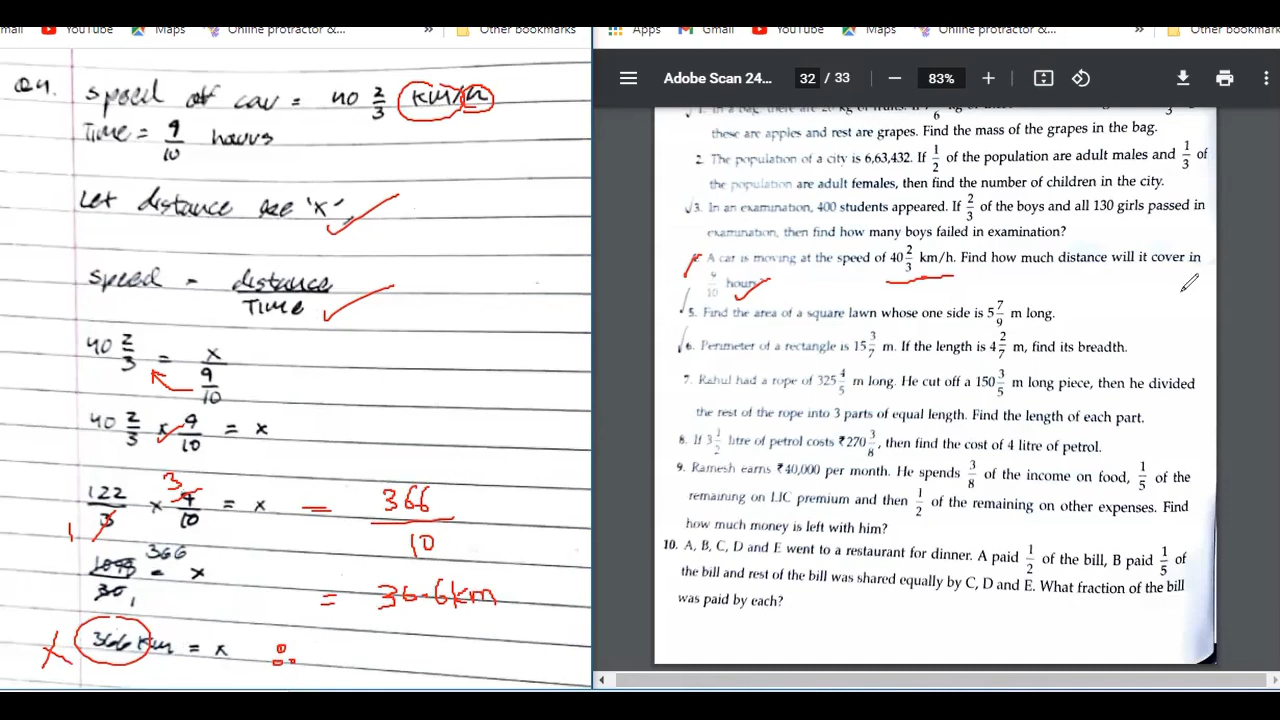 mail YouTube Maps Online protractor &... » Other bookmarks
Q4. Speed of car = 40 2/3 km/h
Time = 9/10 hours
Let distance be 'x'
speed = distance/Time
40 2/3 = x/(9/10)
40 2/3 x 9/10 = x
122/3 x 9/10 = x = 366/10
3
1
366
1098/30 = x
1
= 36.6km
366 km = x ∴
Apps Gmail YouTube Maps Online protractor &... » Other bookma
Adobe Scan 24... 32 / 33 — 83% +
these are apples and rest are grapes. Find the mass of the grapes in the bag.
2. The population of a city is 6,63,432. If 1/2 of the population are adult males and 1/3 of
the population are adult females, then find the number of children in the city.
3. In an examination, 400 students appeared. If 2/3 of the boys and all 130 girls passed in
examination, then find how many boys failed in examination?
A car is moving at the speed of 40 2/3 km/h. Find how much distance will it cover in
9/10 hour
5. Find the area of a square lawn whose one side is 5 7/9 m long.
6. Perimeter of a rectangle is 15 3/7 m. If the length is 4 2/7 m, find its breadth.
7. Rahul had a rope of 325 4/5 m long. He cut off a 150 3/5 m long piece, then he divided
the rest of the rope into 3 parts of equal length. Find the length of each part.
8. If 3 1/2 litre of petrol costs ₹270 3/8, then find the cost of 4 litre of petrol.
9. Ramesh earns ₹40,000 per month. He spends 3/8 of the income on food, 1/5 of the
remaining on LIC premium and then 1/2 of the remaining on other expenses. Find
how much money is left with him?
10. A, B, C, D and E went to a restaurant for dinner. A paid 1/2 of the bill, B paid 1/5 of
the bill and rest of the bill was shared equally by C, D and E. What fraction of the bill
was paid by each?